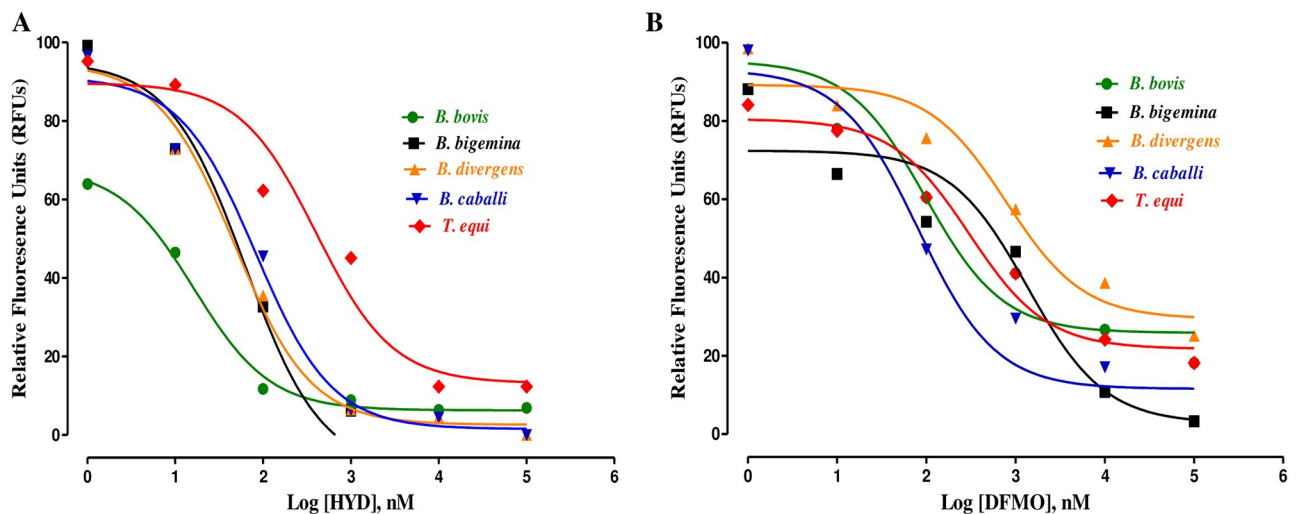 A
Relative Fluoresence Units (RFUs)
100
80
60
40
20
0
B. bovis
B. bigemina
B. divergens
B. caballi
T. equi
0 1 2 3 4 5 6
Log [HYD], nM
B
Relative Fluoresence Units (RFUs)
100
80
60
40
20
0
B. bovis
B. bigemina
B. divergens
B. caballi
T. equi
0 1 2 3 4 5 6
Log [DFMO], nM